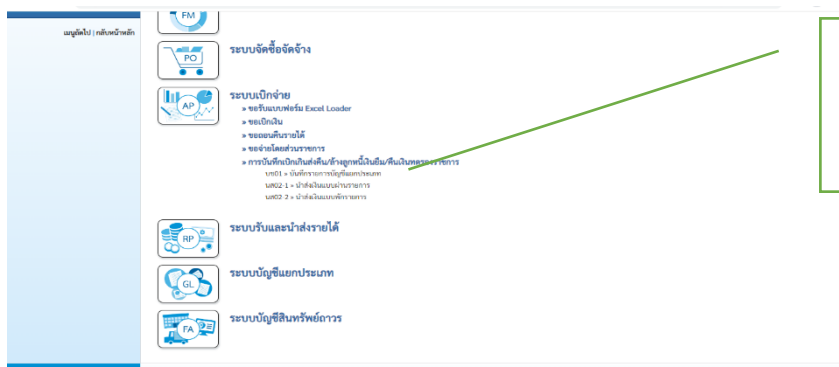 FM
เมนูถัดไป | กลับหน้าหลัก
PO
ระบบจัดซื้อจัดจ้าง
AP
ระบบเบิกจ่าย
» ขอรับแบบฟอร์ม Excel Loader
» ขอเบิกเงิน
» ขอถอนคืนรายได้
» ขอจ่ายโดยส่วนราชการ
» การบันทึกเบิกเกินส่งคืน/ล้างลูกหนี้เงินยืม/คืนเงินทดรองราชการ
บช01 » บันทึกรายการบัญชีแยกประเภท
นส02-1 » นำส่งเงินแบบผ่านรายการ
นส02-2 » นำส่งเงินแบบพักรายการ
RP
ระบบรับและนำส่งรายได้
GL
ระบบบัญชีแยกประเภท
FA
ระบบบัญชีสินทรัพย์ถาวร